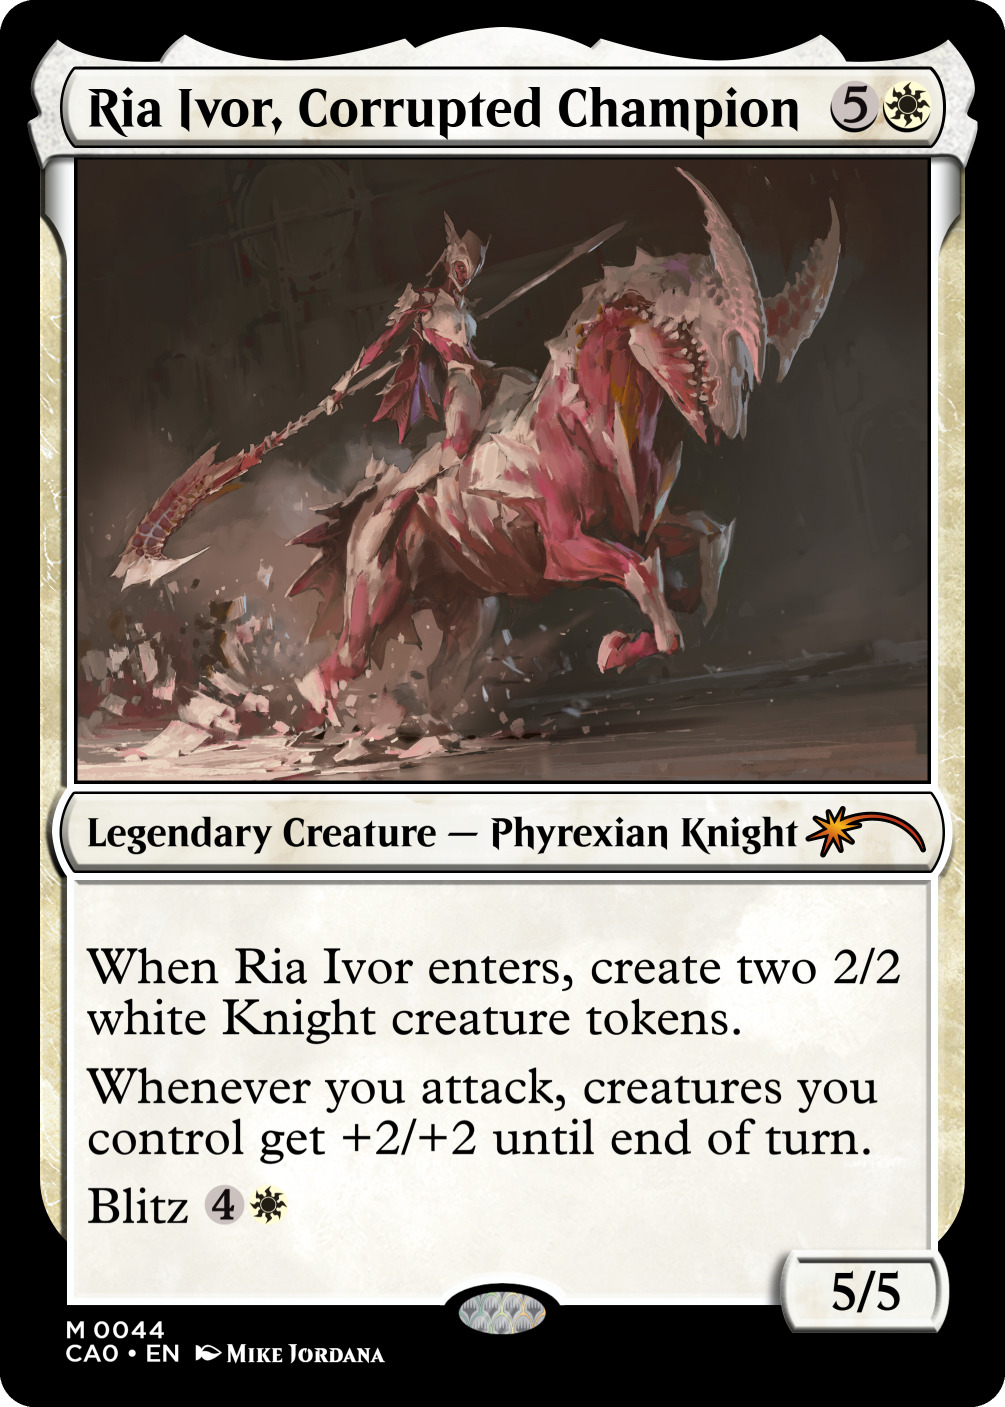 Ria Ivor, Corrupted Champion 5
Legendary Creature — Phyrexian Knight
When Ria Ivor enters, create two 2/2
white Knight creature tokens.
Whenever you attack, creatures you
control get +2/+2 until end of turn.
Blitz 4
5/5
M 0044
CAO • EN Mike Jordana